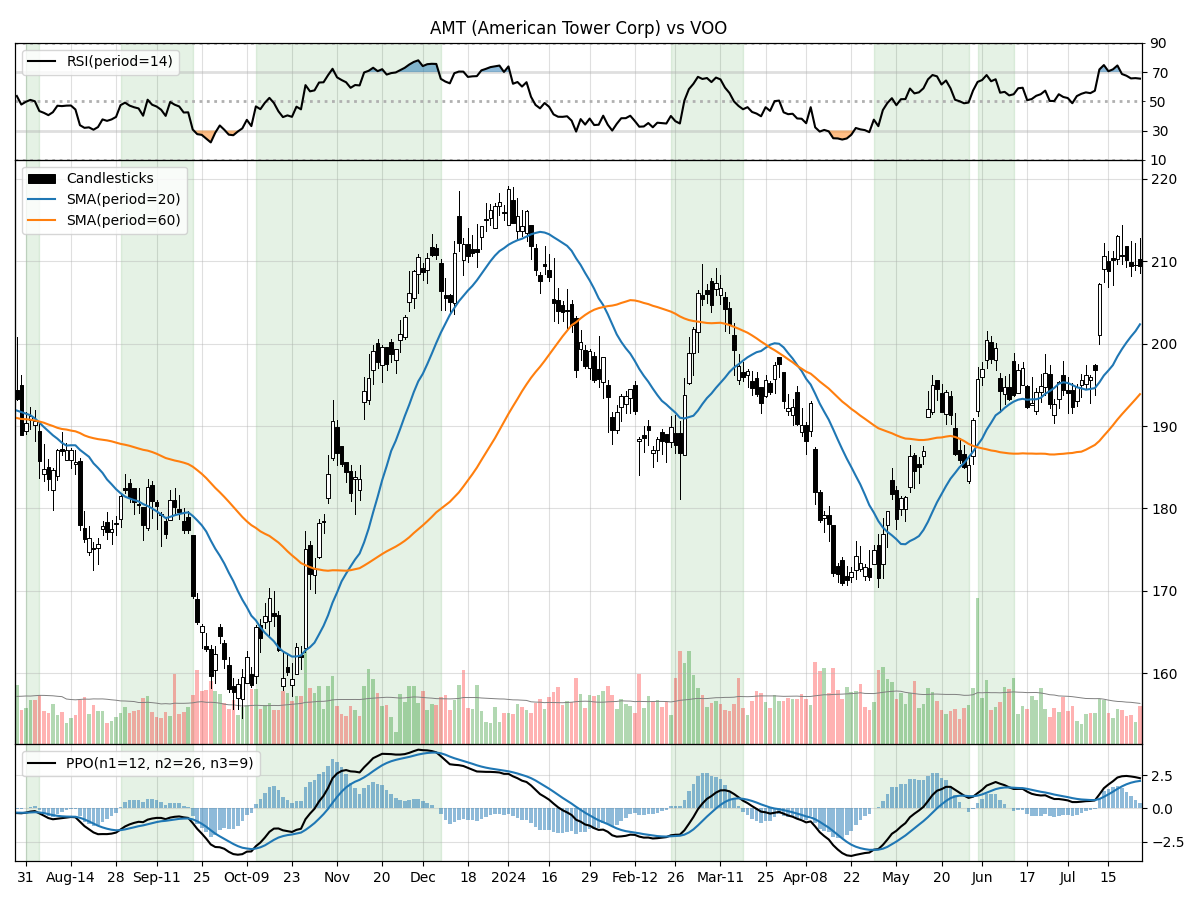 AMT (American Tower Corp) vs VOO
RSI(period=14)
90
70
50
30
10
Candlesticks
SMA(period=20)
SMA(period=60)
220
210
200
190
180
170
160
PPO(n1=12, n2=26, n3=9)
2.5
0.0
−2.5
31 Aug-14 28 Sep-11 25 Oct-09 23 Nov 20 Dec 18 2024 16 29 Feb-12 26 Mar-11 25 Apr-08 22 May 20 Jun 17 Jul 15